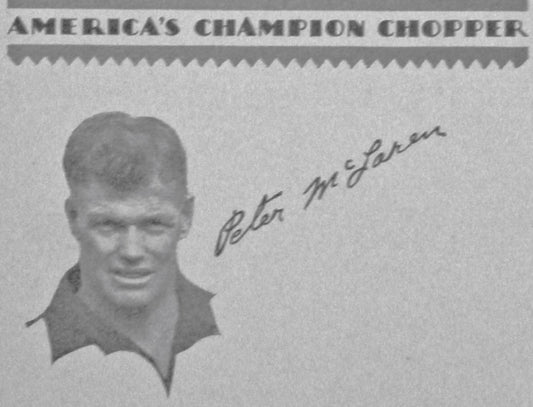 AMERICA'S CHAMPION CHOPPER
Peter McLaren